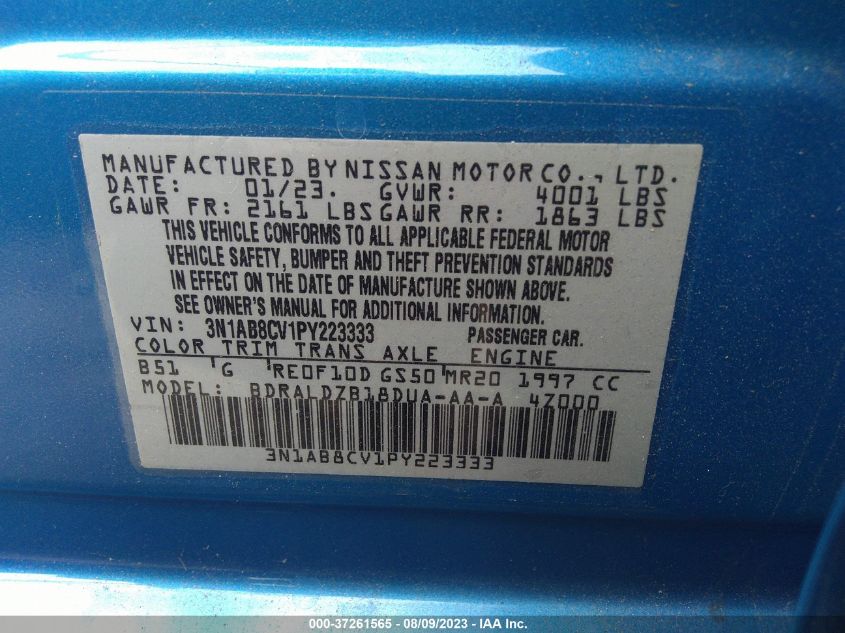 MANUFACTURED BY NISSAN MOTOR CO., LTD.
DATE: 01/23. GVWR: 4001 LBS
GAWR FR: 2161 LBS GAWR RR: 1863 LBS
THIS VEHICLE CONFORMS TO ALL APPLICABLE FEDERAL MOTOR
VEHICLE SAFETY, BUMPER AND THEFT PREVENTION STANDARDS
IN EFFECT ON THE DATE OF MANUFACTURE SHOWN ABOVE.
SEE OWNER'S MANUAL FOR ADDITIONAL INFORMATION.
VIN: 3N1AB8CV1PY223333 PASSENGER CAR.
COLOR TRIM TRANS AXLE ENGINE
B51 G RE0F10D GS50 MR20 1997 CC
MODEL: BDRALDZB18DUA-AA-A 4Z000
3N1AB8CV1PY223333
000-37261565 - 08/09/2023 - IAA Inc.